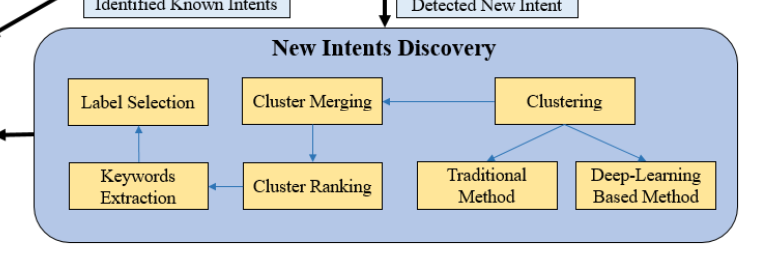 Identified Known Intents
Detected New Intent
New Intents Discovery
Label Selection
Cluster Merging
Clustering
Keywords
Extraction
Cluster Ranking
Traditional
Method
Deep-Learning
Based Method